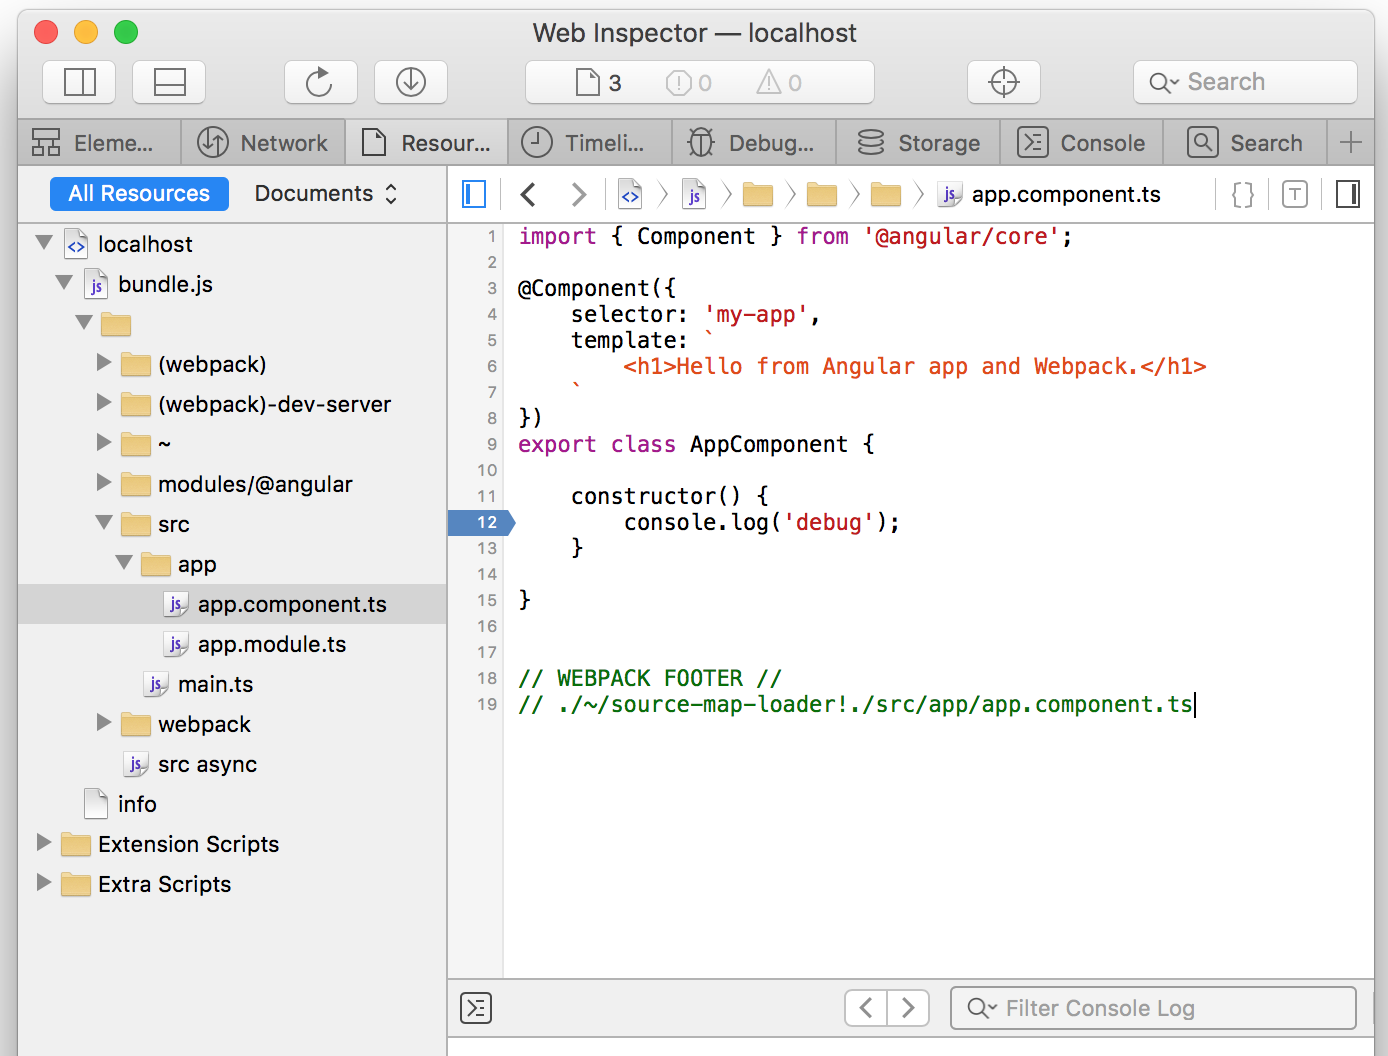 Web Inspector — localhost
3 0 0
Search
Eleme... Network Resour... Timeli... Debug... Storage Console Search
All Resources Documents
app.component.ts
localhost
bundle.js
(webpack)
(webpack)-dev-server
~
modules/@angular
src
app
app.component.ts
app.module.ts
main.ts
webpack
src async
info
Extension Scripts
Extra Scripts
1 import { Component } from '@angular/core';
2
3 @Component({
4     selector: 'my-app',
5     template: `
6         <h1>Hello from Angular app and Webpack.</h1>
7     `
8 })
9 export class AppComponent {
10
11     constructor() {
12         console.log('debug');
13     }
14
15 }
16
17
18 // WEBPACK FOOTER //
19 // ./~/source-map-loader!./src/app/app.component.ts
Filter Console Log